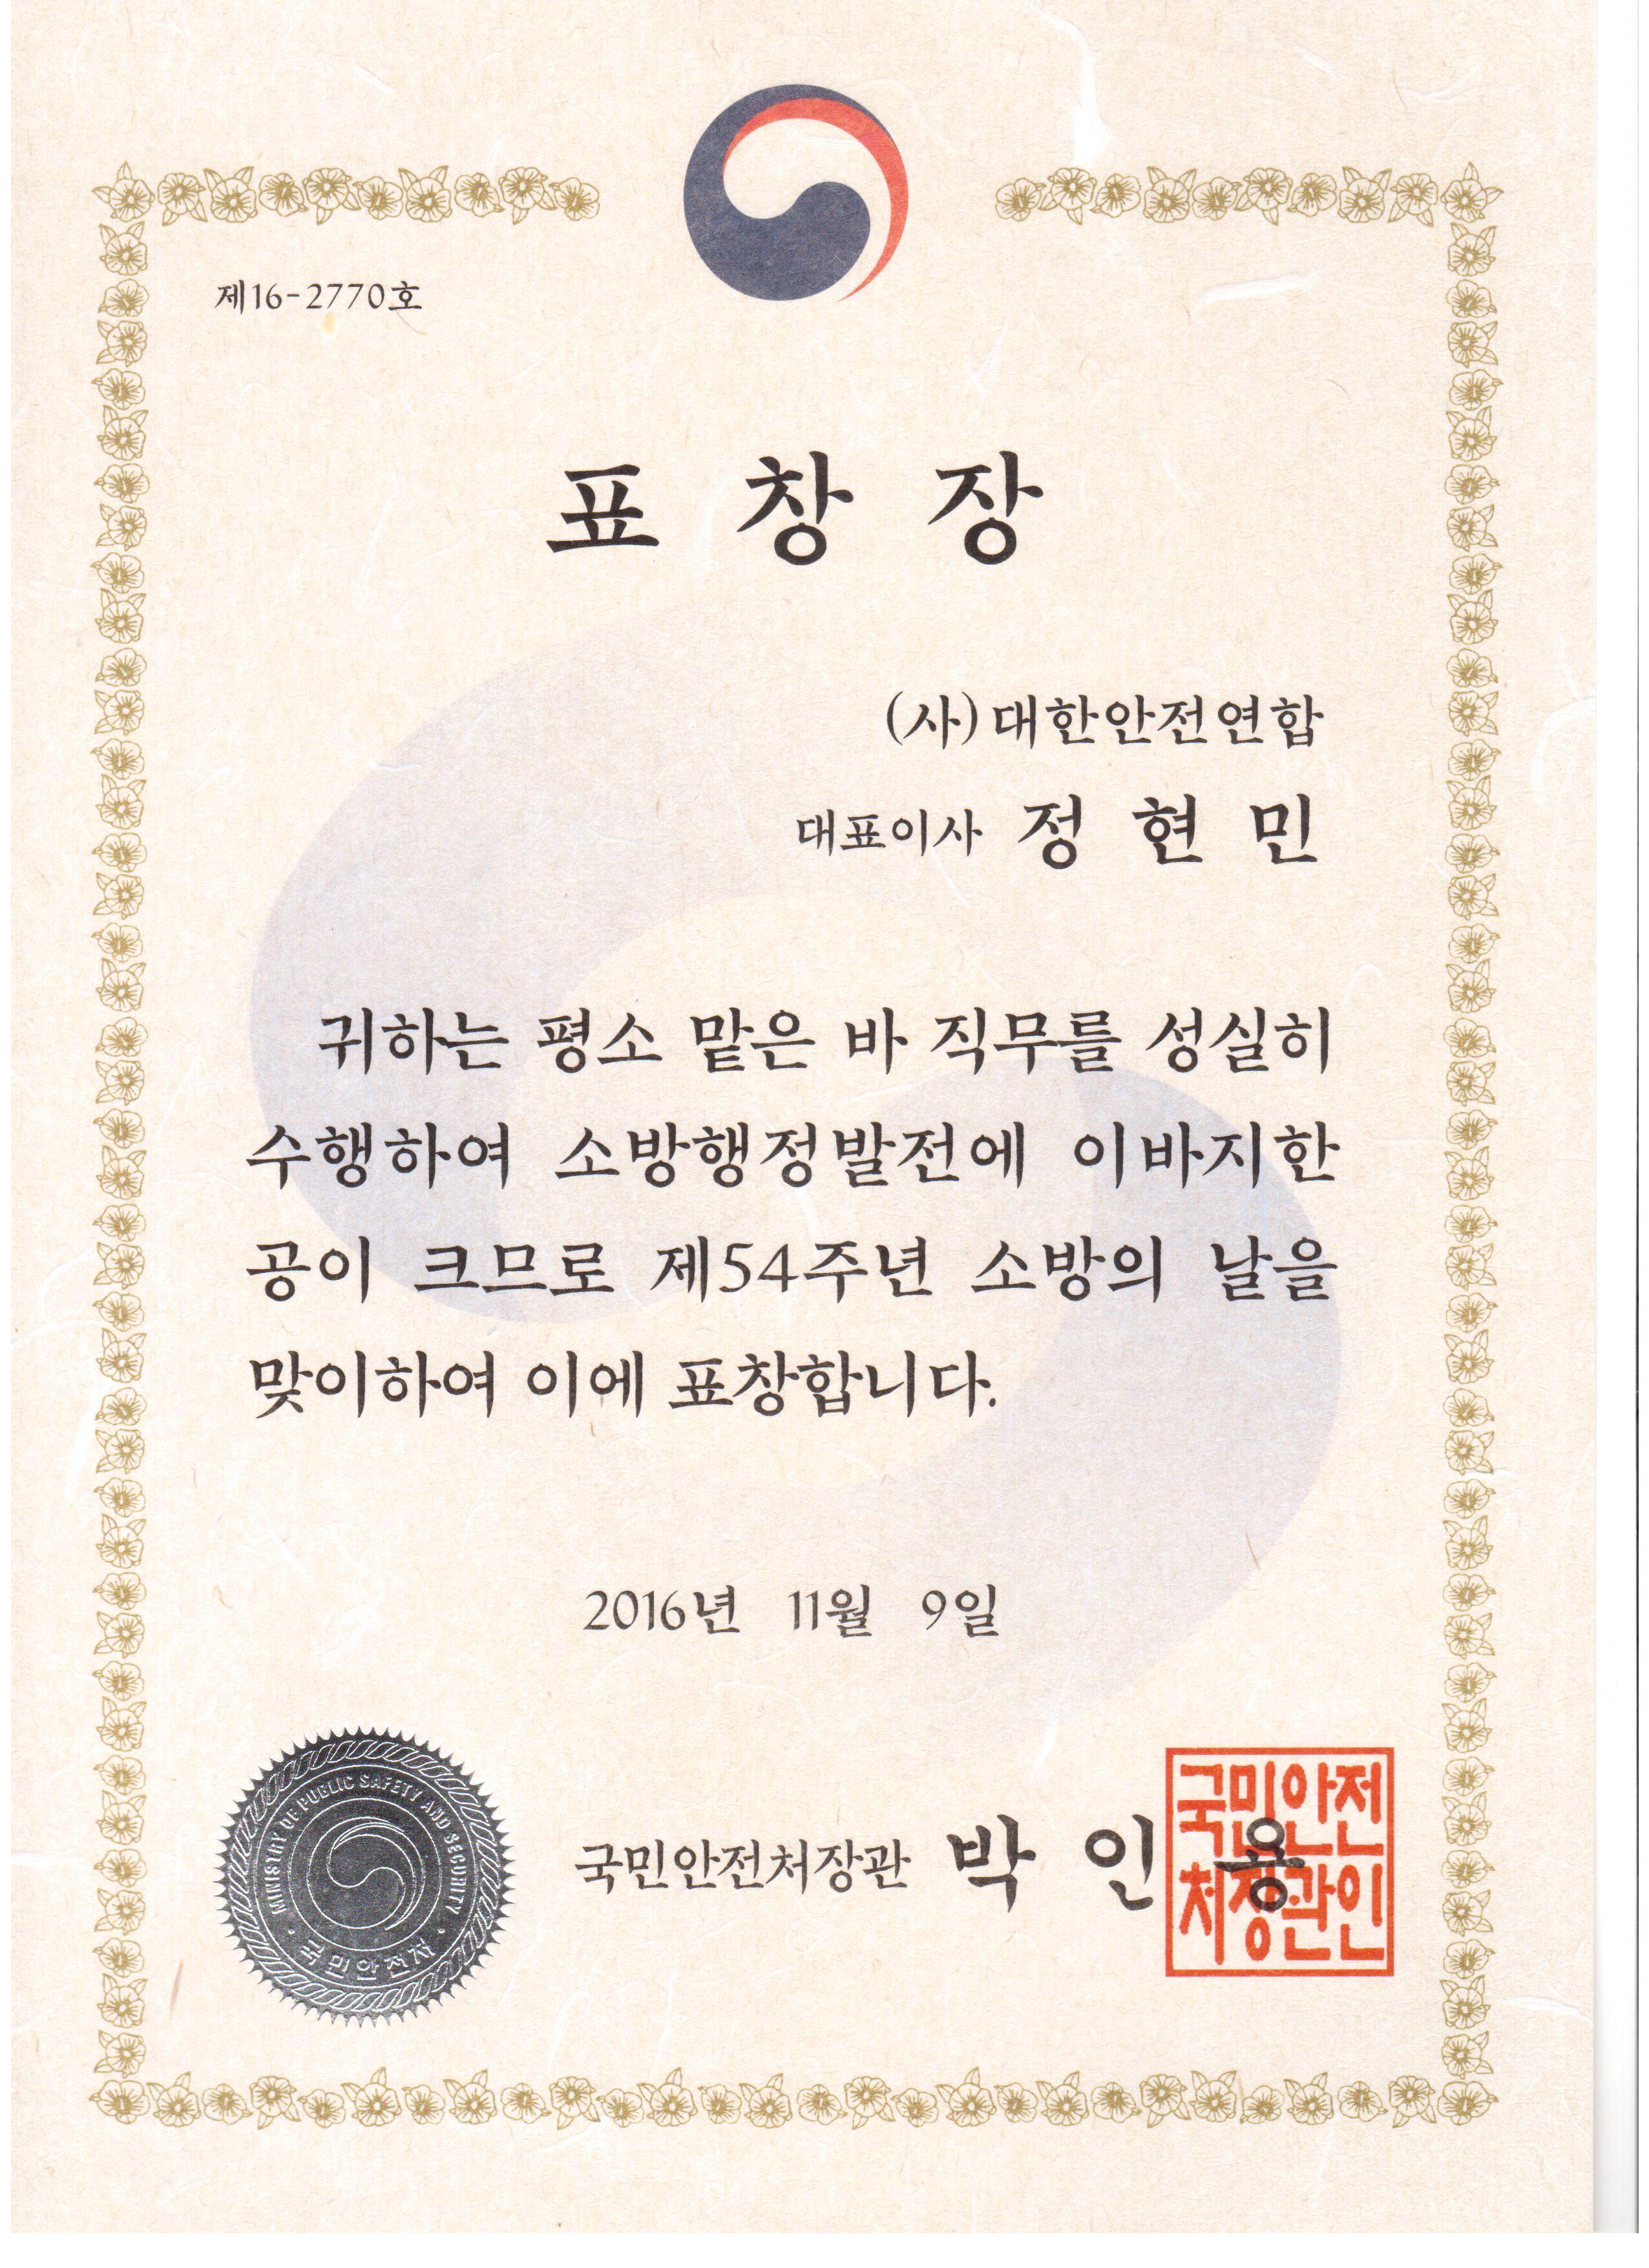 제16-2770호
표 창 장
(사)대한안전연합
대표이사 정 현 민
귀하는 평소 맡은 바 직무를 성실히
수행하여 소방행정발전에 이바지한
공이 크므로 제54주년 소방의 날을
맞이하여 이에 표창합니다.
2016년 11월 9일
MINISTRY OF PUBLIC SAFETY AND SECURITY
국민안전처
국민안전처장관 박 인 용
국민안전
처장관인